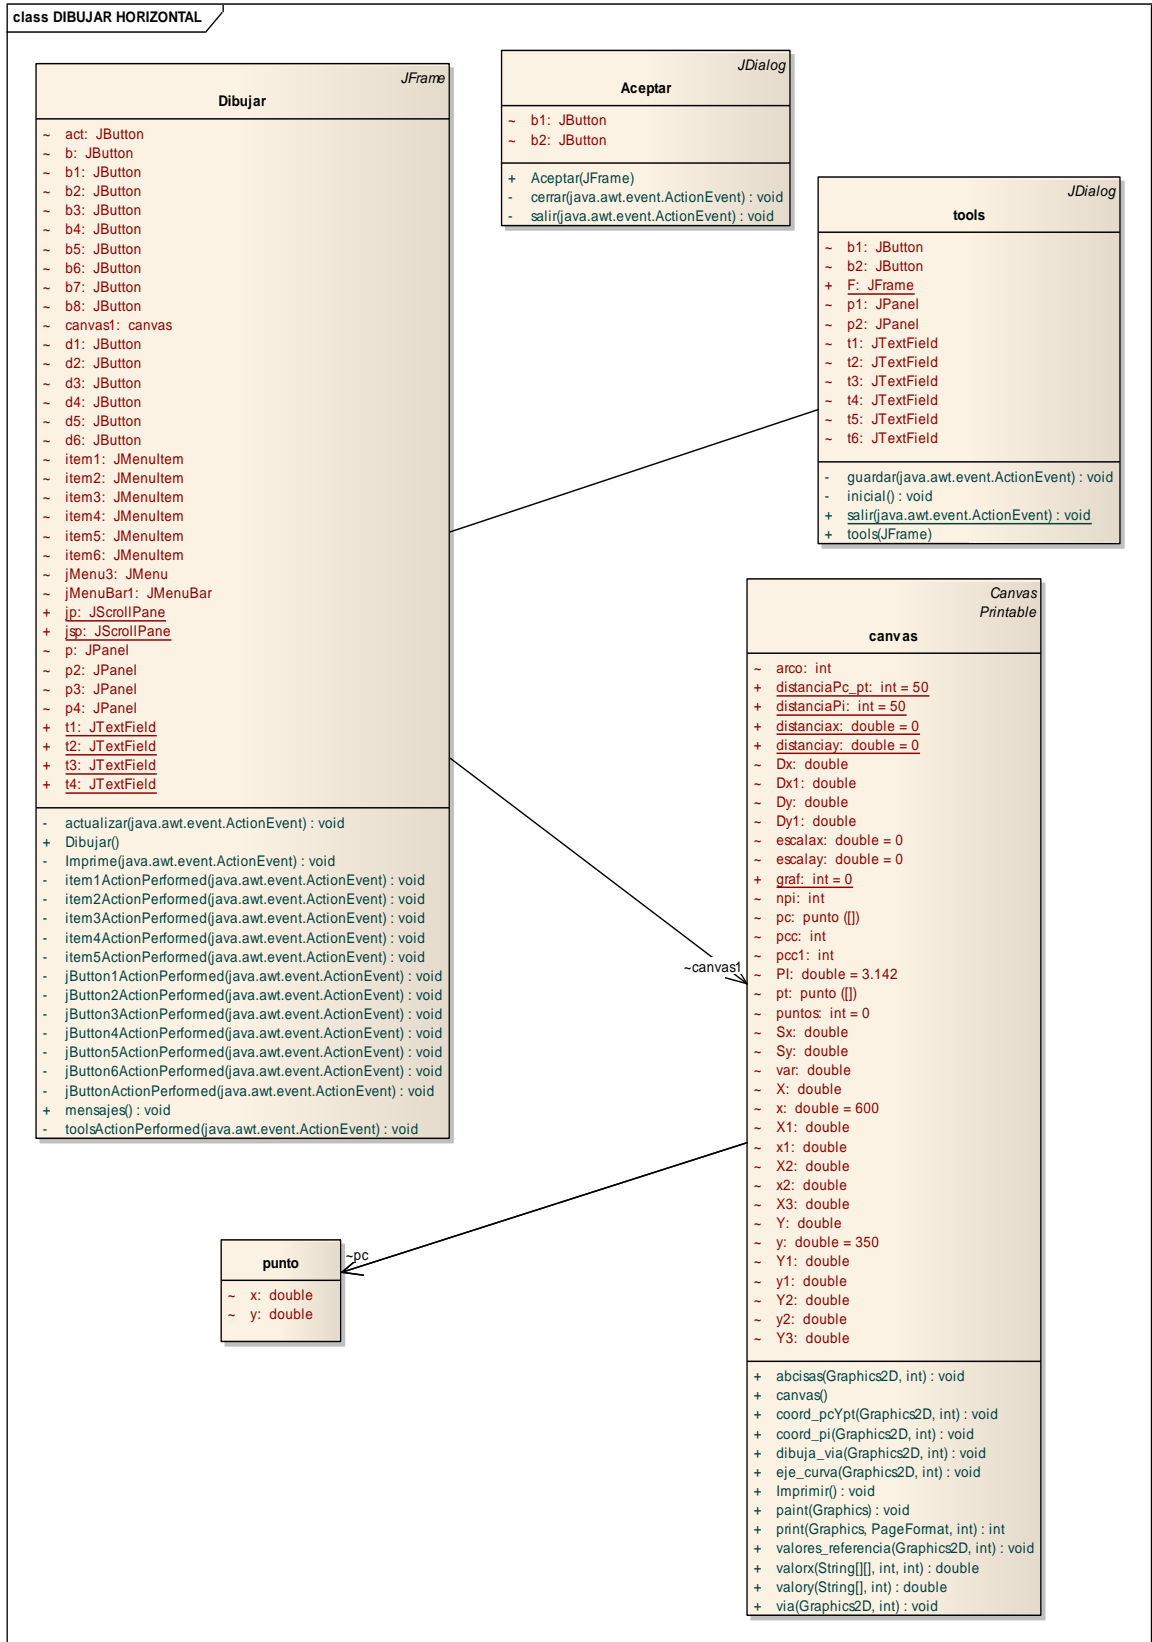 class DIBUJAR HORIZONTAL
JFrame
Dibujar
~ act: JButton
~ b: JButton
~ b1: JButton
~ b2: JButton
~ b3: JButton
~ b4: JButton
~ b5: JButton
~ b6: JButton
~ b7: JButton
~ b8: JButton
~ canvas1: canvas
~ d1: JButton
~ d2: JButton
~ d3: JButton
~ d4: JButton
~ d5: JButton
~ d6: JButton
~ item1: JMenuItem
~ item2: JMenuItem
~ item3: JMenuItem
~ item4: JMenuItem
~ item5: JMenuItem
~ item6: JMenuItem
~ jMenu3: JMenu
~ jMenuBar1: JMenuBar
+ jp: JScrollPane
+ jsp: JScrollPane
~ p: JPanel
~ p2: JPanel
~ p3: JPanel
~ p4: JPanel
+ t1: JTextField
+ t2: JTextField
+ t3: JTextField
+ t4: JTextField
- actualizar(java.awt.event.ActionEvent) : void
+ Dibujar()
- Imprime(java.awt.event.ActionEvent) : void
- item1ActionPerformed(java.awt.event.ActionEvent) : void
- item2ActionPerformed(java.awt.event.ActionEvent) : void
- item3ActionPerformed(java.awt.event.ActionEvent) : void
- item4ActionPerformed(java.awt.event.ActionEvent) : void
- item5ActionPerformed(java.awt.event.ActionEvent) : void
- jButton1ActionPerformed(java.awt.event.ActionEvent) : void
- jButton2ActionPerformed(java.awt.event.ActionEvent) : void
- jButton3ActionPerformed(java.awt.event.ActionEvent) : void
- jButton4ActionPerformed(java.awt.event.ActionEvent) : void
- jButton5ActionPerformed(java.awt.event.ActionEvent) : void
- jButton6ActionPerformed(java.awt.event.ActionEvent) : void
- jButtonActionPerformed(java.awt.event.ActionEvent) : void
+ mensajes() : void
- toolsActionPerformed(java.awt.event.ActionEvent) : void
JDialog
Aceptar
~ b1: JButton
~ b2: JButton
+ Aceptar(JFrame)
- cerrar(java.awt.event.ActionEvent) : void
- salir(java.awt.event.ActionEvent) : void
JDialog
tools
~ b1: JButton
~ b2: JButton
+ F: JFrame
~ p1: JPanel
~ p2: JPanel
~ t1: JTextField
~ t2: JTextField
~ t3: JTextField
~ t4: JTextField
~ t5: JTextField
~ t6: JTextField
- guardar(java.awt.event.ActionEvent) : void
- inicial() : void
+ salir(java.awt.event.ActionEvent) : void
+ tools(JFrame)
Canvas
Printable
canvas
~ arco: int
+ distanciaPc_pt: int = 50
+ distanciaPi: int = 50
+ distanciax: double = 0
+ distanciay: double = 0
~ Dx: double
~ Dx1: double
~ Dy: double
~ Dy1: double
~ escalax: double = 0
~ escalay: double = 0
+ graf: int = 0
~ npi: int
~ pc: punto ([])
~ pcc: int
~ pcc1: int
~ PI: double = 3.142
~ pt: punto ([])
~ puntos: int = 0
~ Sx: double
~ Sy: double
~ var: double
~ X: double
~ x: double = 600
~ X1: double
~ x1: double
~ X2: double
~ x2: double
~ X3: double
~ Y: double
~ y: double = 350
~ Y1: double
~ y1: double
~ Y2: double
~ y2: double
~ Y3: double
+ abcisas(Graphics2D, int) : void
+ canvas()
+ coord_pcYpt(Graphics2D, int) : void
+ coord_pi(Graphics2D, int) : void
+ dibuja_via(Graphics2D, int) : void
+ eje_curva(Graphics2D, int) : void
+ Imprimir() : void
+ paint(Graphics) : void
+ print(Graphics, PageFormat, int) : int
+ valores_referencia(Graphics2D, int) : void
+ valorx(String[][], int, int) : double
+ valory(String[], int) : double
+ via(Graphics2D, int) : void
~canvas1
~pc
punto
~ x: double
~ y: double